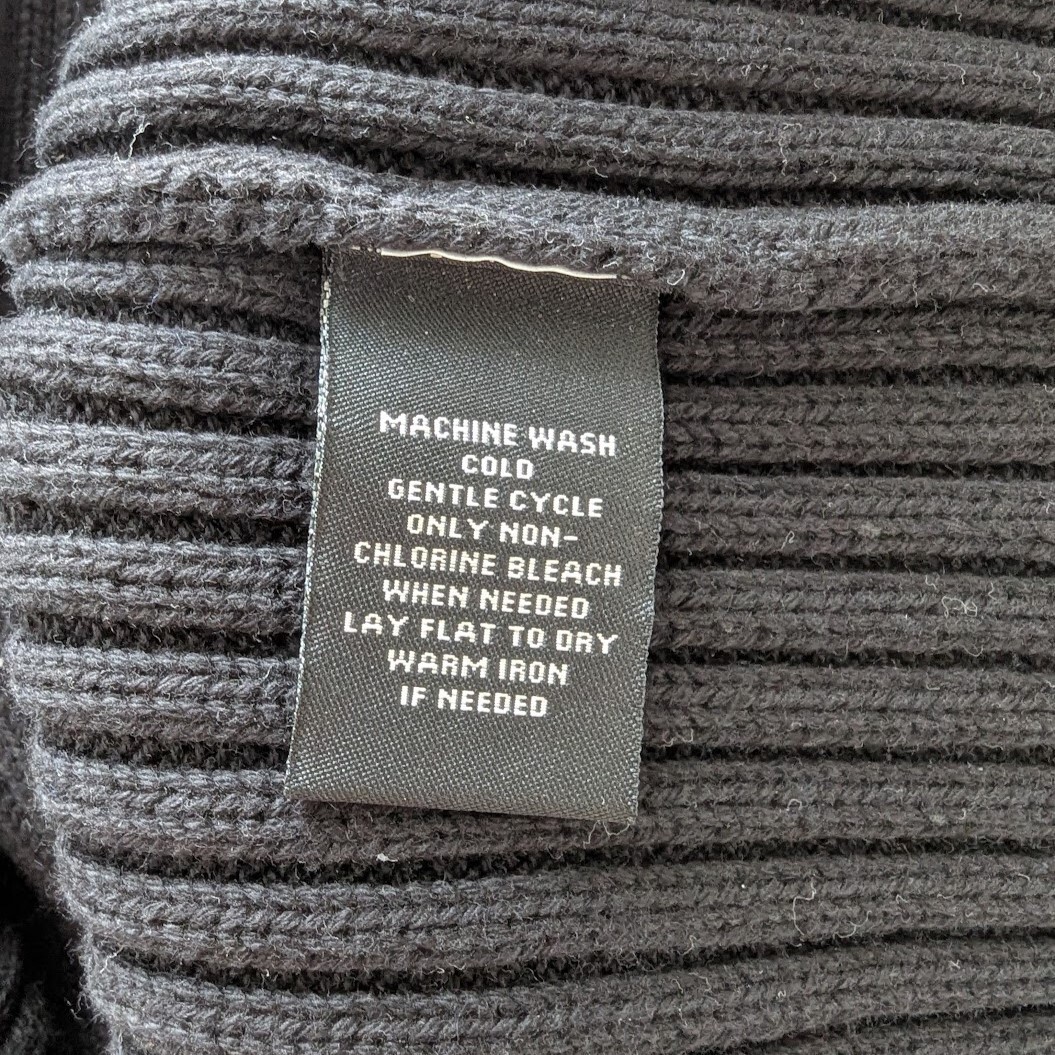 MACHINE WASH
COLD
GENTLE CYCLE
ONLY NON-
CHLORINE BLEACH
WHEN NEEDED
LAY FLAT TO DRY
WARM IRON
IF NEEDED